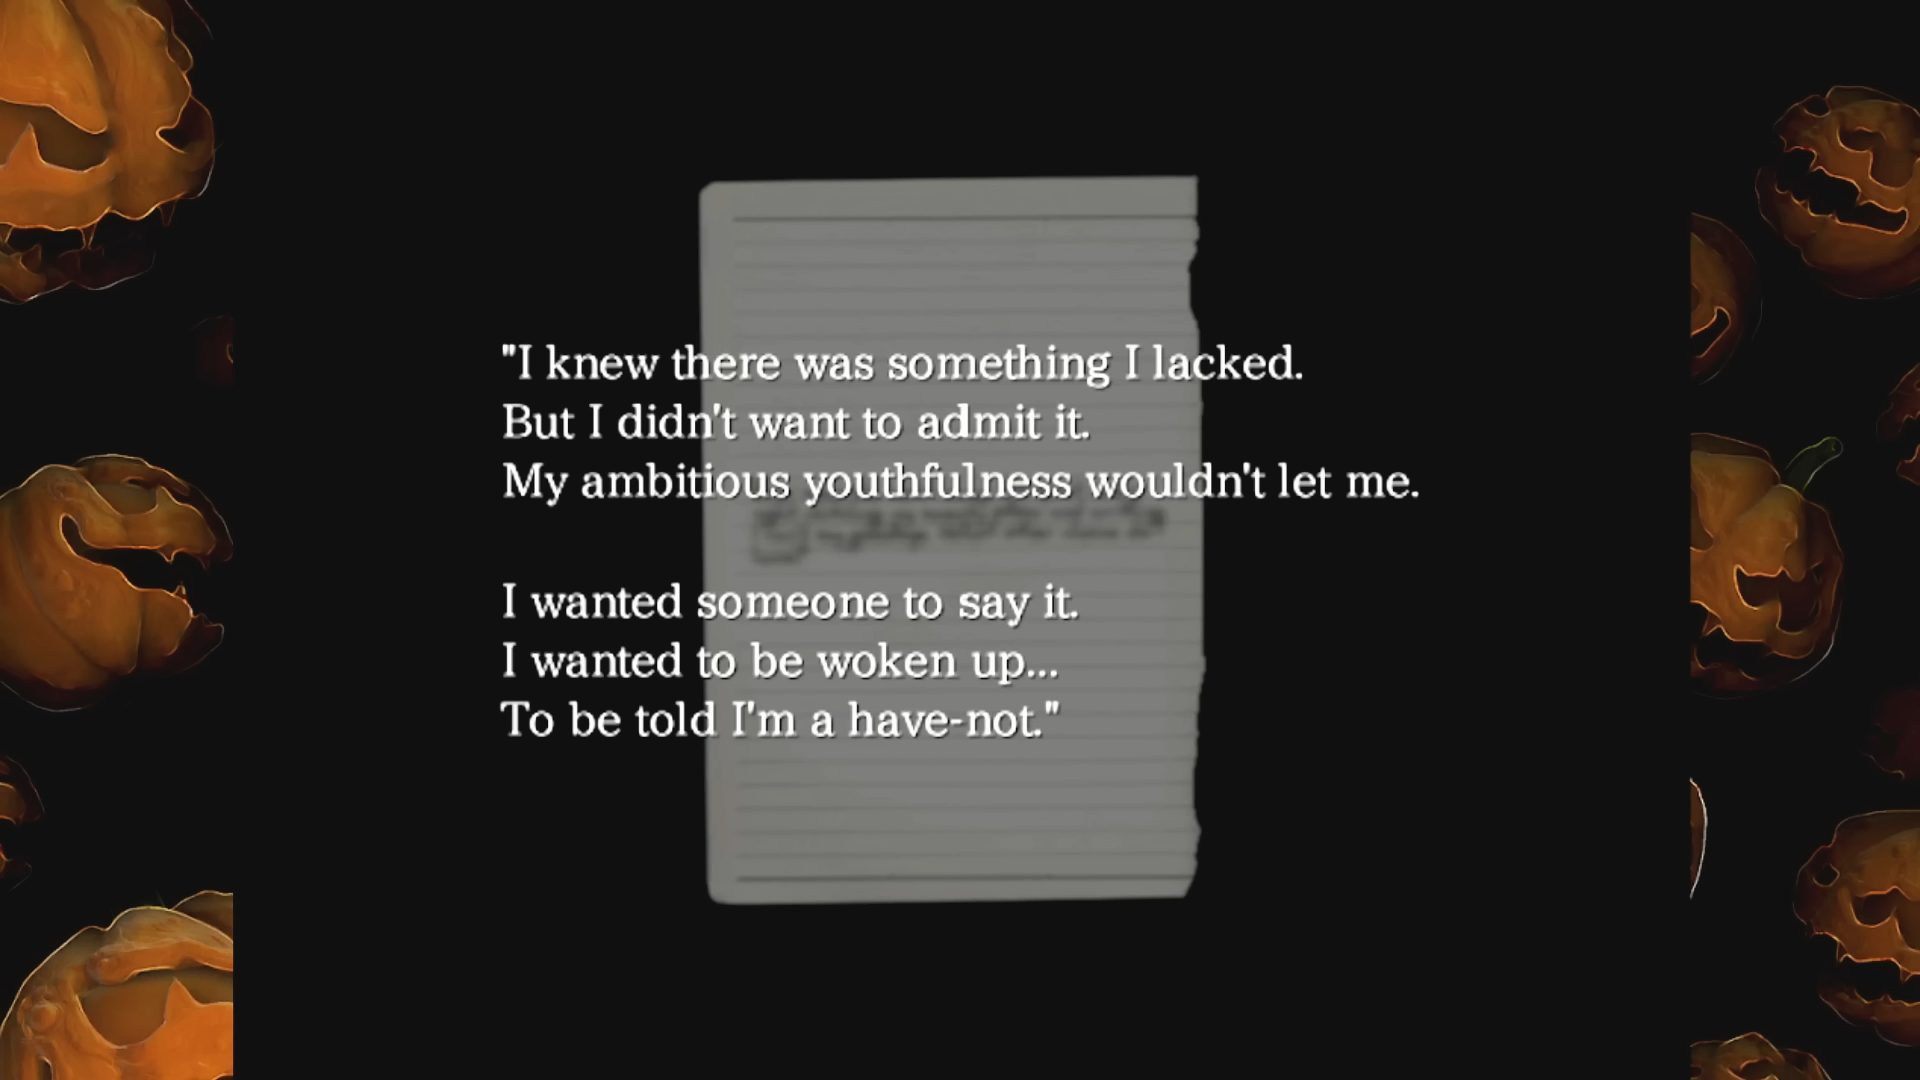 "I knew there was something I lacked.
But I didn't want to admit it.
My ambitious youthfulness wouldn't let me.
I wanted someone to say it.
I wanted to be woken up...
To be told I'm a have-not."